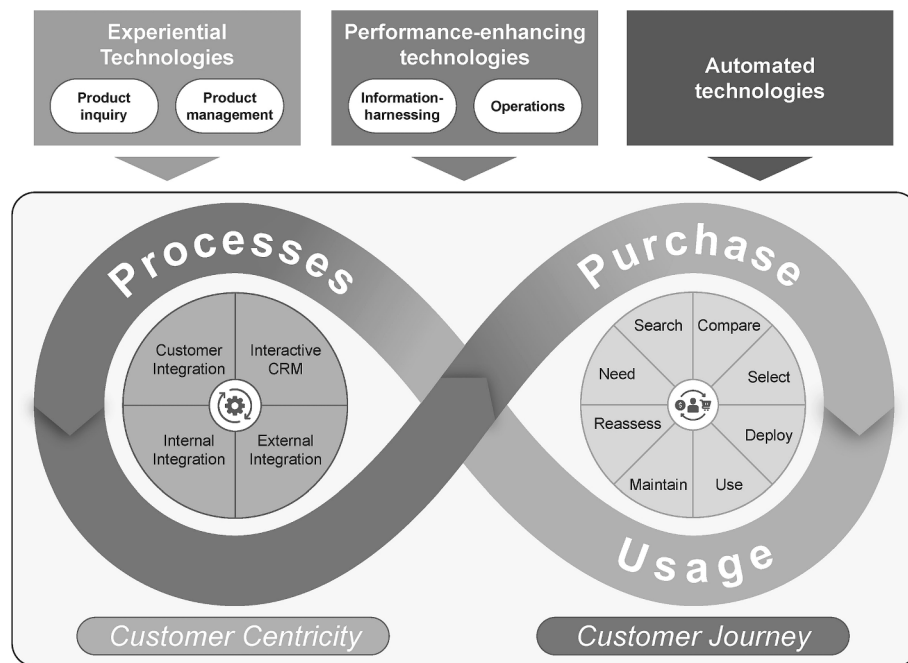 Experiential
Technologies
Product
inquiry
Product
management
Performance-enhancing
technologies
Information-
harnessing
Operations
Automated
technologies
Processes
Purchase
Customer
Integration
Interactive
CRM
Internal
Integration
External
Integration
Search
Compare
Need
Select
Reassess
Deploy
Maintain
Use
$
Usage
Customer Centricity
Customer Journey